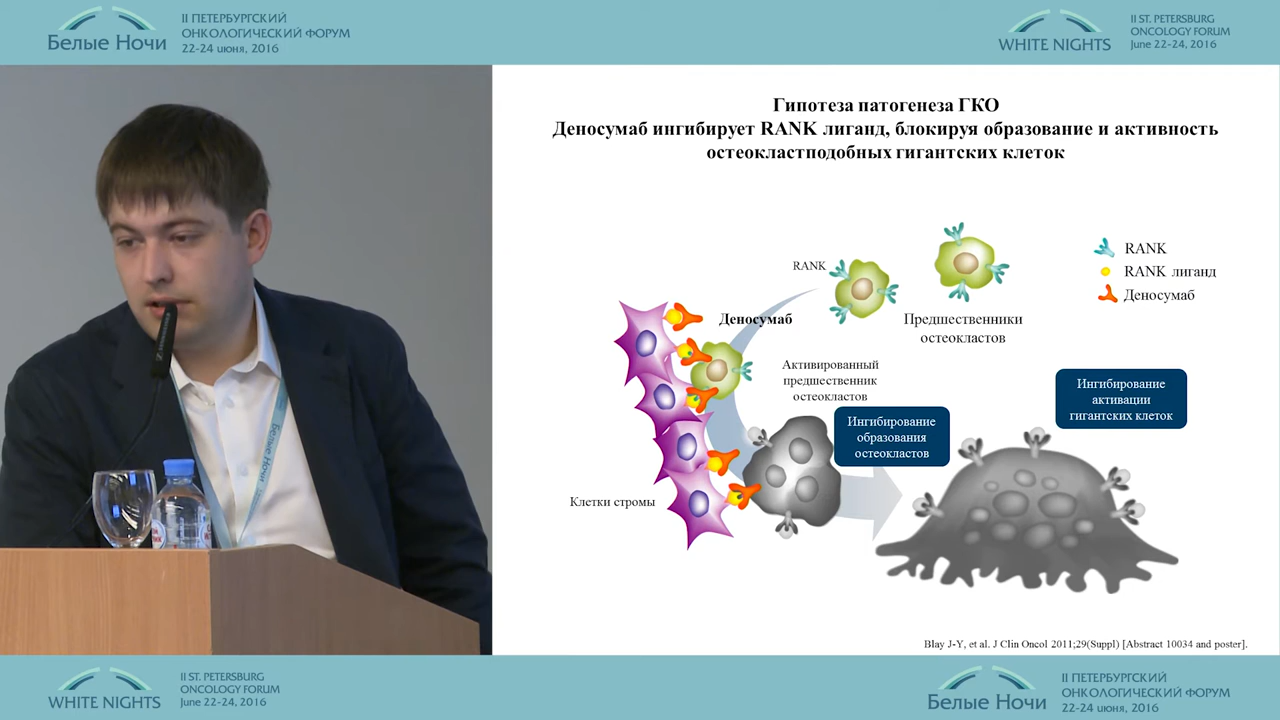 Белые Ночи
II ПЕТЕРБУРГСКИЙ
ОНКОЛОГИЧЕСКИЙ ФОРУМ
22-24 июня, 2016
WHITE NIGHTS
II ST. PETERSBURG
ONCOLOGY FORUM
June 22-24, 2016
Гипотеза патогенеза ГКО
Деносумаб ингибирует RANK лиганд, блокируя образование и активность
остеокластподобных гигантских клеток
RANK
RANK
RANK лиганд
Деносумаб
Деносумаб
Предшественники
остеокластов
Активированный
предшественник
остеокластов
Ингибирование
активации
гигантских клеток
Ингибирование
образования
остеокластов
Клетки стромы
Blay J-Y, et al. J Clin Oncol 2011;29(Suppl) [Abstract 10034 and poster].
Белые Ночи
WHITE NIGHTS
II ST. PETERSBURG
ONCOLOGY FORUM
June 22-24, 2016
Белые Ночи
II ПЕТЕРБУРГСКИЙ
ОНКОЛОГИЧЕСКИЙ ФОРУМ
22-24 июня, 2016